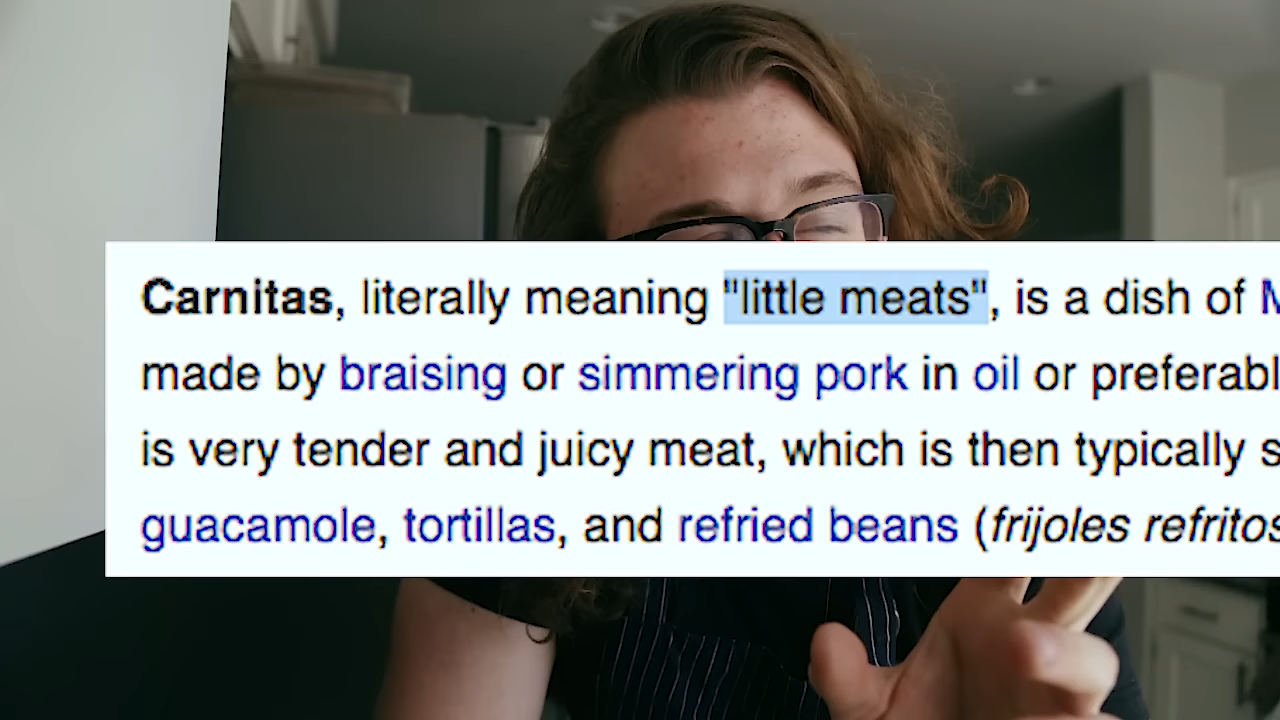 Carnitas, literally meaning "little meats", is a dish of
made by braising or simmering pork in oil or
is very tender and juicy meat, which is then typically
guacamole, tortillas, and refried beans (frijoles refritos